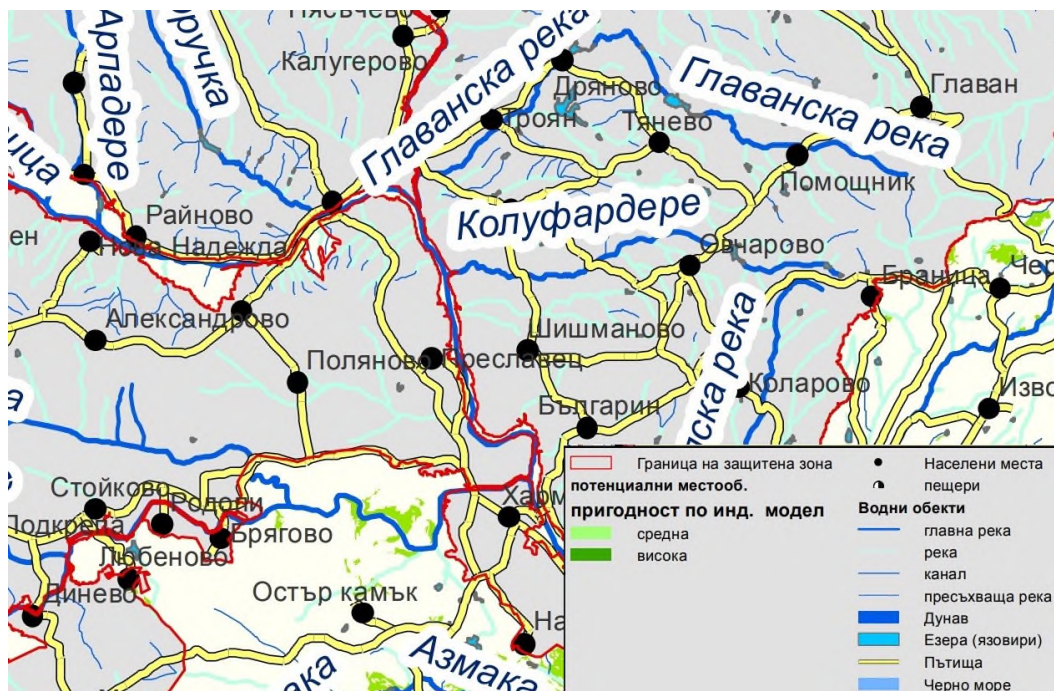 Калугерово
Арпадере
Главанска река
Дряново
Главанска река
Главан
Троян
Тянево
Помощник
Колуфардере
Райново
Нова Надежда
Овчарово
Браница
Александрово
Шишманово
Поляново
Преславец
Коларово
Българин
Стойково
Родопи
Подкрепа
Брягово
Любеново
Динево
Остър камък
Азмака
Граница на защитена зона
потенциални местооб.
пригодност по инд. модел
средна
висока
Населени места
пещери
Водни обекти
главна река
река
канал
пресъхваща река
Дунав
Езера (язовири)
Пътища
Черно море